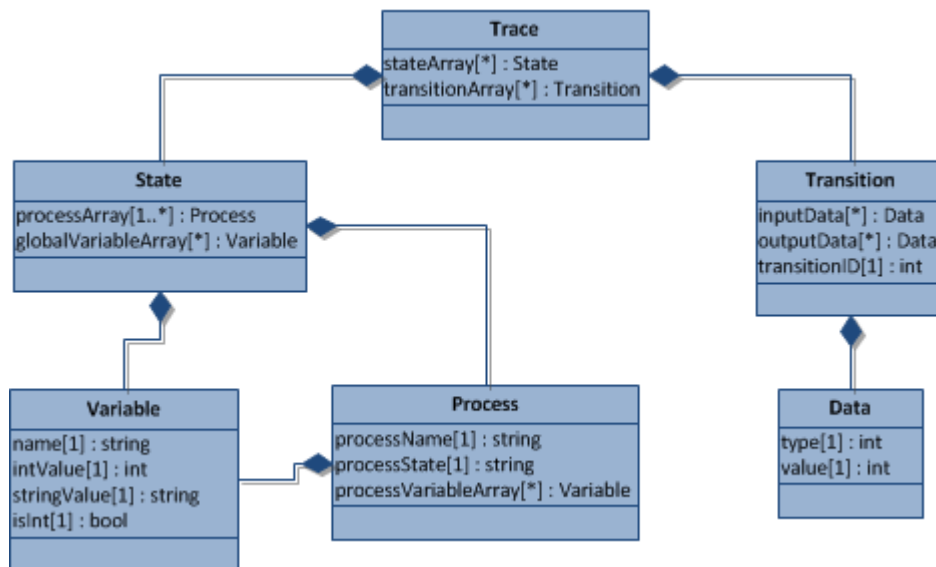 Trace
stateArray[*] : State
transitionArray[*] : Transition
State
processArray[1..*] : Process
globalVariableArray[*] : Variable
Transition
inputData[*] : Data
outputData[*] : Data
transitionID[1] : int
Variable
name[1] : string
intValue[1] : int
stringValue[1] : string
isInt[1] : bool
Process
processName[1] : string
processState[1] : string
processVariableArray[*] : Variable
Data
type[1] : int
value[1] : int